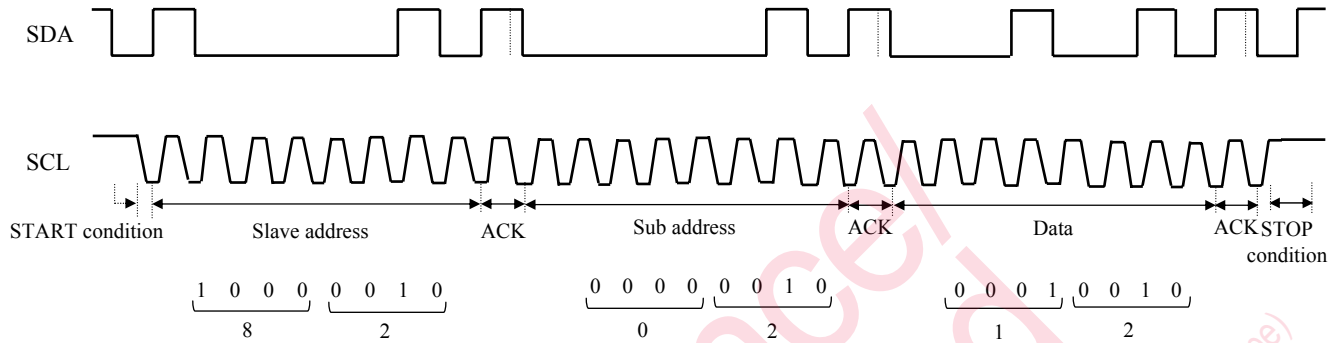 SDA
SCL
START condition Slave address ACK Sub address ACK Data ACK STOP condition
1 0 0 0 0 0 1 0 0 0 0 0 0 0 1 0 0 0 0 1 0 0 1 0
8 2 0 2 1 2